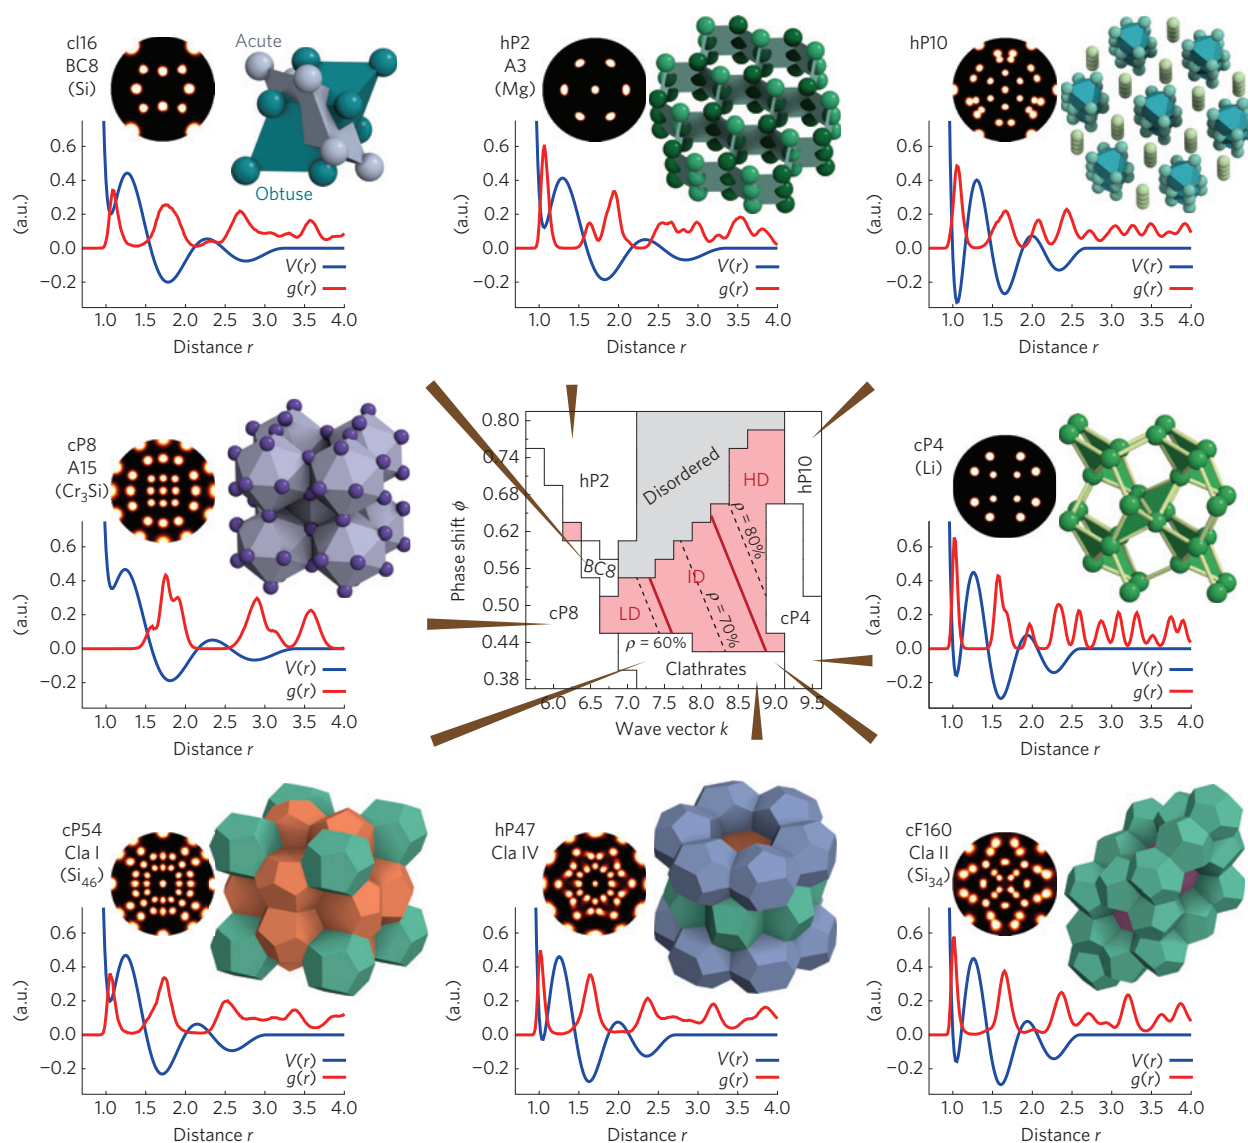 cI16
BC8
(Si)
Acute
Obtuse
(a.u.)
0.6
0.4
0.2
0.0
−0.2
V(r)
g(r)
1.0 1.5 2.0 2.5 3.0 3.5 4.0
Distance r
hP2
A3
(Mg)
(a.u.)
0.6
0.4
0.2
0.0
−0.2
V(r)
g(r)
1.0 1.5 2.0 2.5 3.0 3.5 4.0
Distance r
hP10
(a.u.)
0.6
0.4
0.2
0.0
−0.2
V(r)
g(r)
1.0 1.5 2.0 2.5 3.0 3.5 4.0
Distance r
cP8
A15
(Cr₃Si)
(a.u.)
0.6
0.4
0.2
0.0
−0.2
V(r)
g(r)
1.0 1.5 2.0 2.5 3.0 3.5 4.0
Distance r
Phase shift ϕ
0.80
0.74
0.68
0.62
0.56
0.50
0.44
0.38
hP2
Disordered
HD
hP10
BC8
ρ = 80%
ID
cP8
LD
ρ = 70%
cP4
ρ = 60%
Clathrates
6.0 6.5 7.0 7.5 8.0 8.5 9.0 9.5
Wave vector k
cP4
(Li)
(a.u.)
0.6
0.4
0.2
0.0
−0.2
V(r)
g(r)
1.0 1.5 2.0 2.5 3.0 3.5 4.0
Distance r
cP54
Cla I
(Si₄₆)
(a.u.)
0.6
0.4
0.2
0.0
−0.2
V(r)
g(r)
1.0 1.5 2.0 2.5 3.0 3.5 4.0
Distance r
hP47
Cla IV
(a.u.)
0.6
0.4
0.2
0.0
−0.2
V(r)
g(r)
1.0 1.5 2.0 2.5 3.0 3.5 4.0
Distance r
cF160
Cla II
(Si₃₄)
(a.u.)
0.6
0.4
0.2
0.0
−0.2
V(r)
g(r)
1.0 1.5 2.0 2.5 3.0 3.5 4.0
Distance r